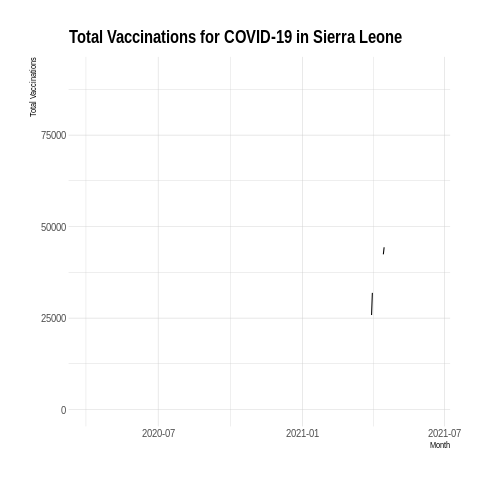 Total Vaccinations for COVID-19 in Sierra Leone
Total Vaccinations
75000
50000
25000
0
2020-07
2021-01
2021-07
Month